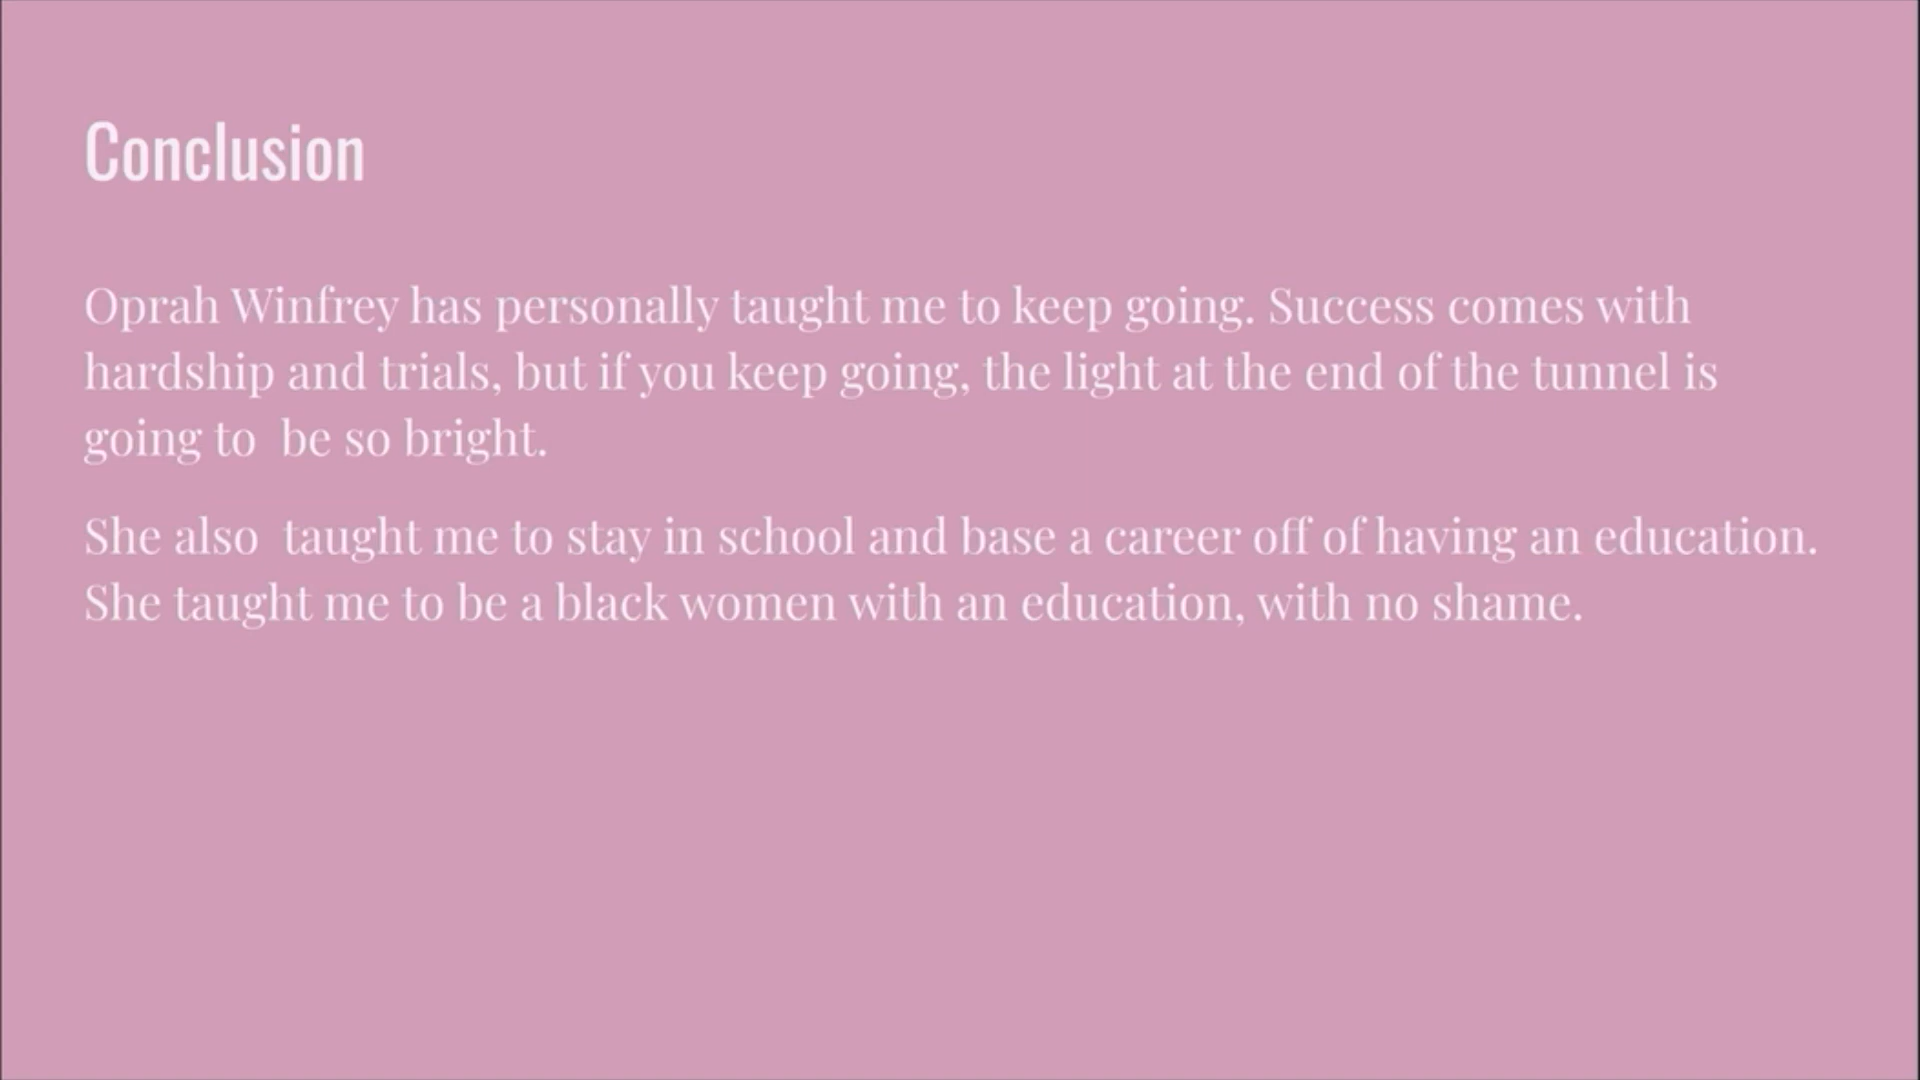 Conclusion
Oprah Winfrey has personally taught me to keep going. Success comes with
hardship and trials, but if you keep going, the light at the end of the tunnel is
going to  be so bright.
She also  taught me to stay in school and base a career off of having an education.
She taught me to be a black women with an education, with no shame.